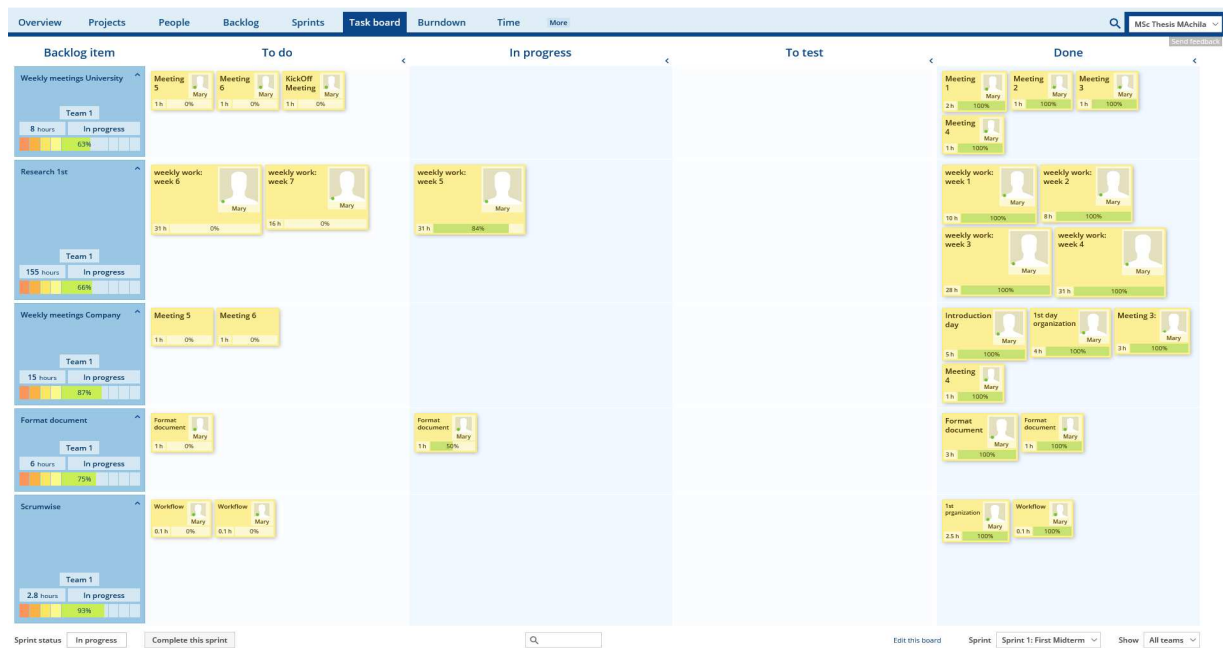 Overview Projects People Backlog Sprints Task board Burndown Time More MSc Thesis MAchila
Send feedback
Backlog item To do In progress To test Done
Weekly meetings University
Team 1
8 hours In progress
63%
Meeting 5 Mary
1 h 0%
Meeting 6 Mary
1 h 0%
KickOff Meeting Mary
1 h 0%
Meeting 1 Mary
2 h 100%
Meeting 2 Mary
1 h 100%
Meeting 3 Mary
1 h 100%
Meeting 4 Mary
1 h 100%
Research 1st
Team 1
155 hours In progress
66%
weekly work: week 6
Mary
31 h 0%
weekly work: week 7
Mary
16 h 0%
weekly work: week 5
Mary
31 h 84%
weekly work: week 1
Mary
10 h 100%
weekly work: week 2
Mary
8 h 100%
weekly work: week 3
Mary
28 h 100%
weekly work: week 4
Mary
31 h 100%
Weekly meetings Company
Team 1
15 hours In progress
87%
Meeting 5
1 h 0%
Meeting 6
1 h 0%
Introduction day
Mary
5 h 100%
1st day organization
Mary
4 h 100%
Meeting 3:
Mary
3 h 100%
Meeting 4
Mary
1 h 100%
Format document
Team 1
6 hours In progress
75%
Format document
Mary
1 h 0%
Format document
Mary
1 h 50%
Format document
Mary
3 h 100%
Format document
Mary
1 h 100%
Scrumwise
Team 1
2.8 hours In progress
93%
Workflow
Mary
0.1 h 0%
Workflow
Mary
0.1 h 0%
1st prganization
Mary
2.5 h 100%
Workflow
Mary
0.1 h 100%
Sprint status In progress Complete this sprint Edit this board Sprint Sprint 1: First Midterm Show All teams